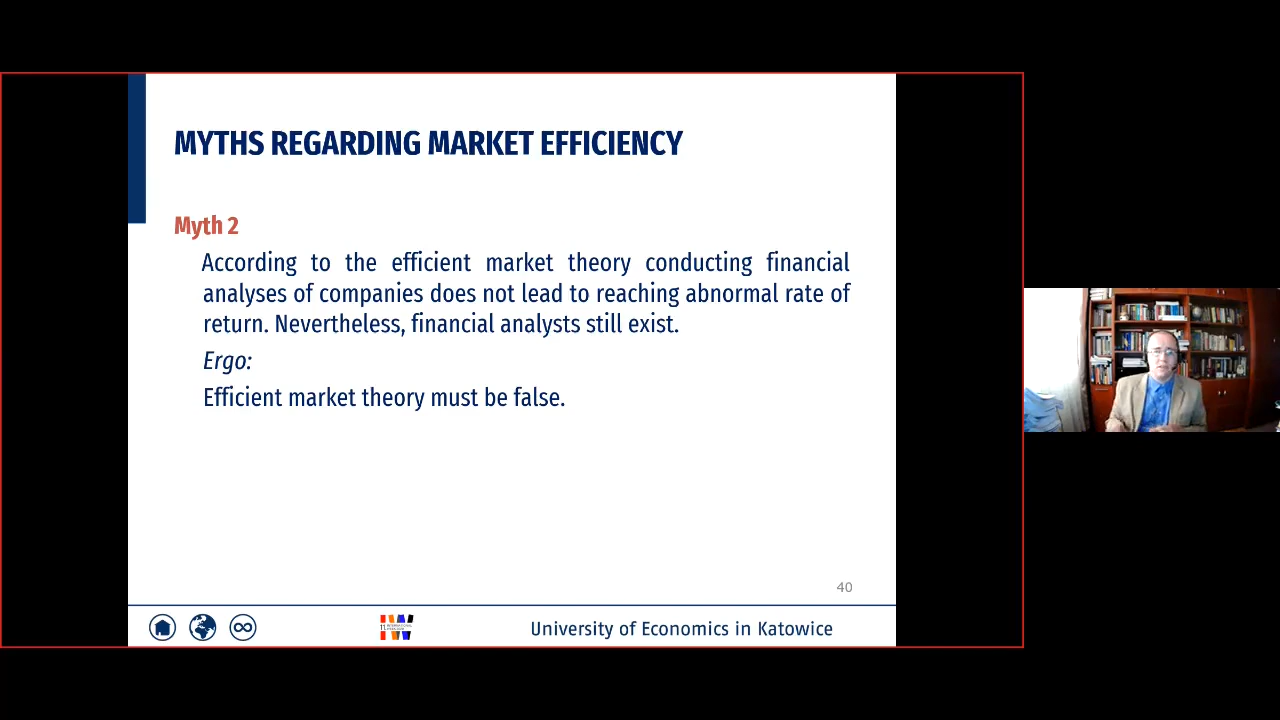 MYTHS REGARDING MARKET EFFICIENCY
Myth 2
According to the efficient market theory conducting financial
analyses of companies does not lead to reaching abnormal rate of
return. Nevertheless, financial analysts still exist.
Ergo:
Efficient market theory must be false.
40
University of Economics in Katowice